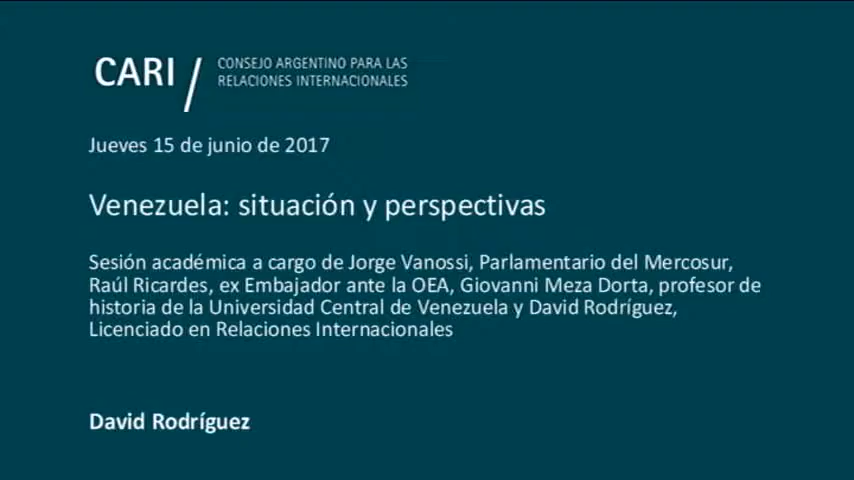 CARI / CONSEJO ARGENTINO PARA LAS
RELACIONES INTERNACIONALES
Jueves 15 de junio de 2017
Venezuela: situación y perspectivas
Sesión académica a cargo de Jorge Vanossi, Parlamentario del Mercosur,
Raúl Ricardes, ex Embajador ante la OEA, Giovanni Meza Dorta, profesor de
historia de la Universidad Central de Venezuela y David Rodríguez,
Licenciado en Relaciones Internacionales
David Rodríguez